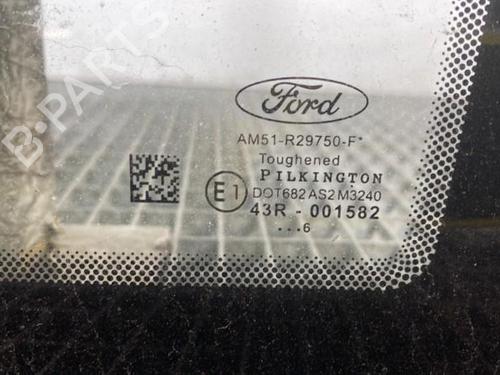 Ford
AM51-R29750-F*
Toughened
PILKINGTON
E1
DOT682 AS2 M3240
43R - 001582
...6
B-PARTS